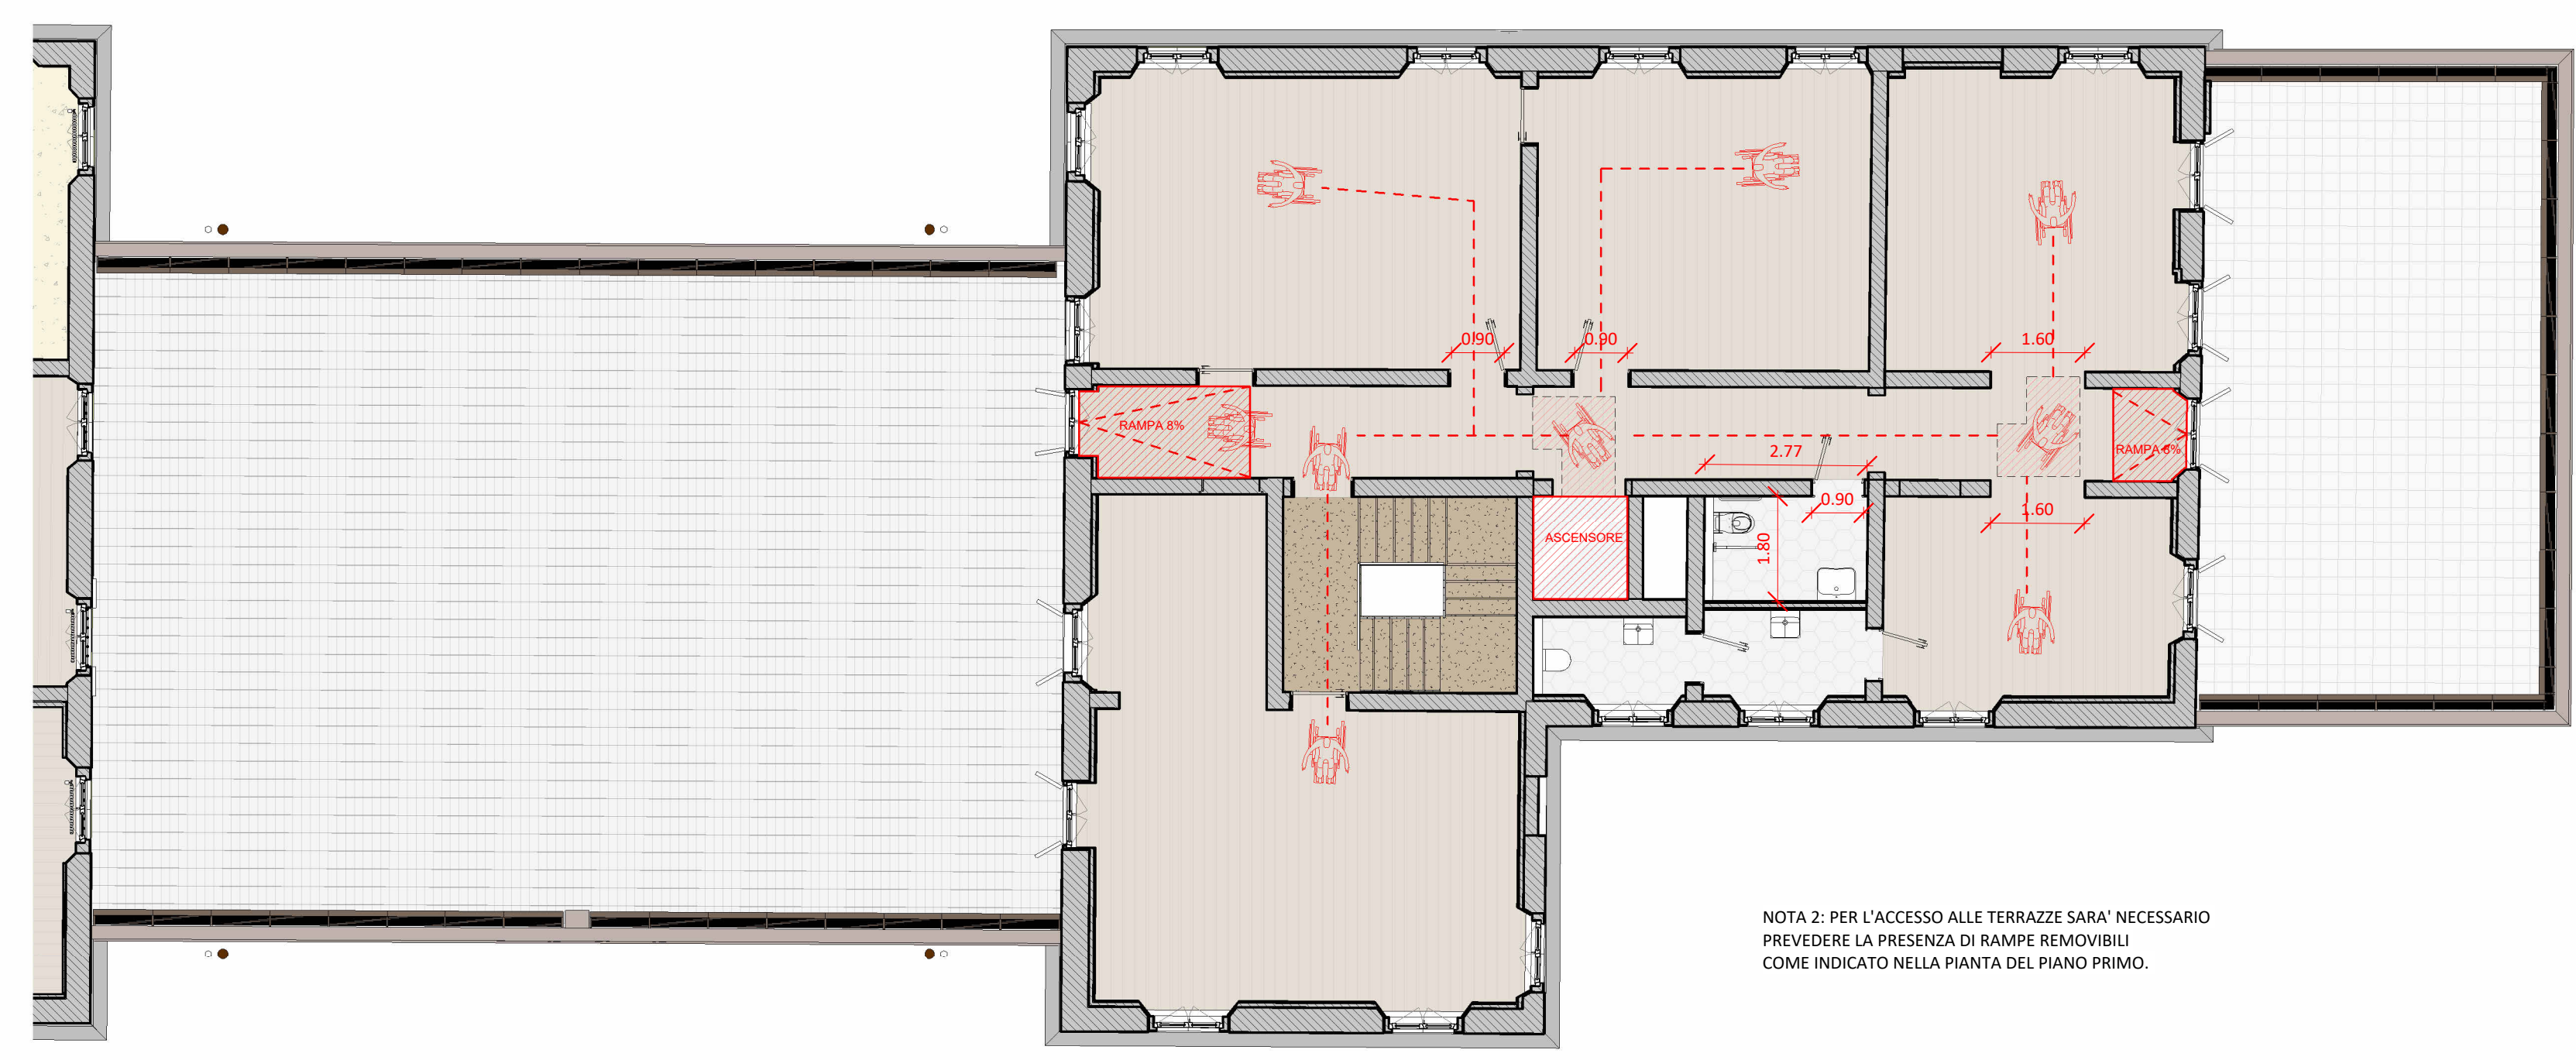 0.90
0.90
1.60
RAMPA 8%
RAMPA 6%
2.77
0.90
1.60
ASCENSORE
1.80
NOTA 2: PER L'ACCESSO ALLE TERRAZZE SARA' NECESSARIO
PREVEDERE LA PRESENZA DI RAMPE REMOVIBILI
COME INDICATO NELLA PIANTA DEL PIANO PRIMO.